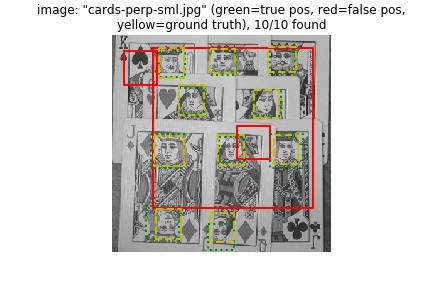 image: "cards-perp-sml.jpg" (green=true pos, red=false pos,
yellow=ground truth), 10/10 found
K
J